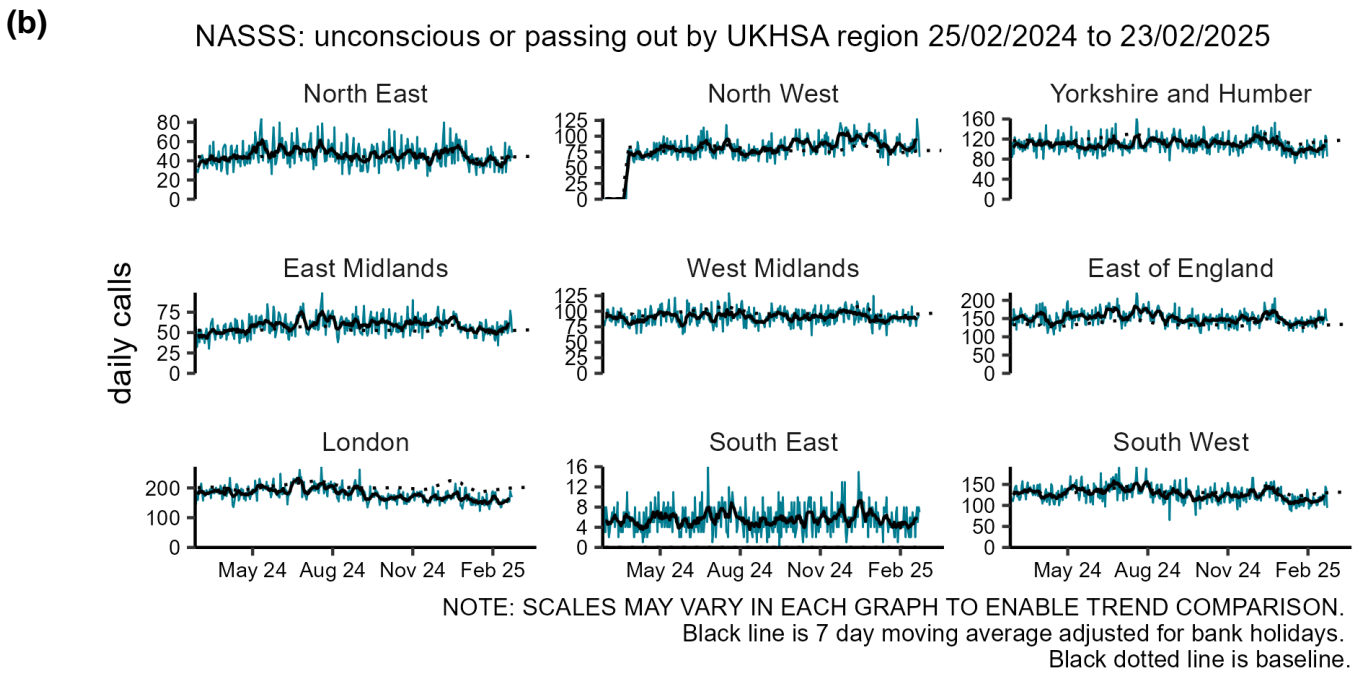 (b)
NASSS: unconscious or passing out by UKHSA region 25/02/2024 to 23/02/2025
North East
North West
Yorkshire and Humber
80
60
40
20
0
125
100
75
50
25
0
160
120
80
40
0
daily calls
East Midlands
West Midlands
East of England
75
50
25
0
125
100
75
50
25
0
200
150
100
50
0
London
South East
South West
200
100
0
16
12
8
4
0
150
100
50
0
May 24 Aug 24 Nov 24 Feb 25
May 24 Aug 24 Nov 24 Feb 25
May 24 Aug 24 Nov 24 Feb 25
NOTE: SCALES MAY VARY IN EACH GRAPH TO ENABLE TREND COMPARISON.
Black line is 7 day moving average adjusted for bank holidays.
Black dotted line is baseline.